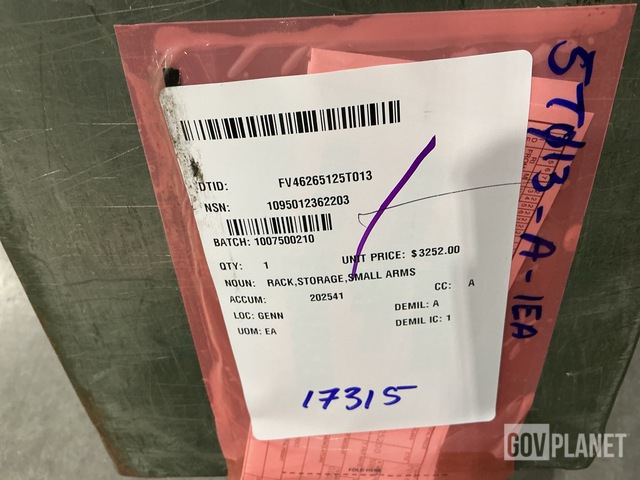 DTID: FV46265125T013
NSN: 1095012362203
BATCH: 1007500210
QTY: 1 UNIT PRICE: $3252.00
NOUN: RACK,STORAGE,SMALL ARMS
ACCUM: 202541 CC: A
LOC: GENN DEMIL: A
UOM: EA DEMIL IC: 1
17315
A-1EA
GOVPLANET